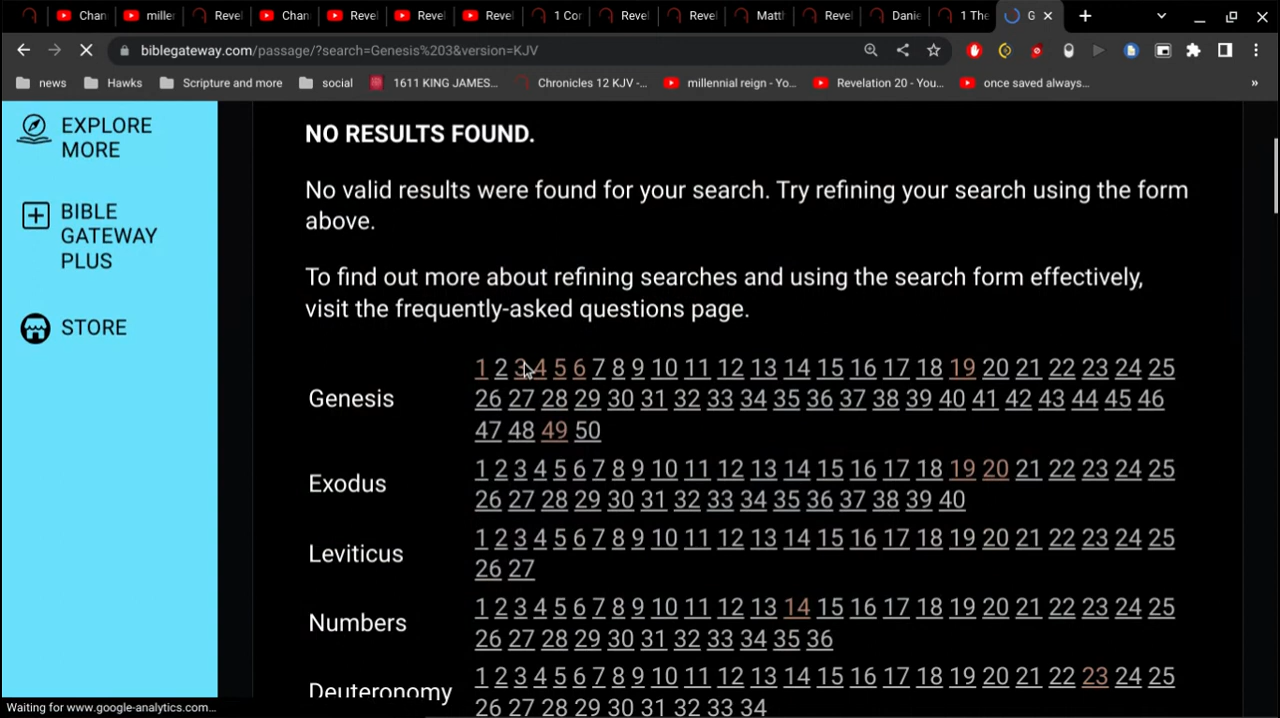 Chan
miller
Revel
Chan
Revel
Revel
Revel
1 Cor
Revel
Revel
Matt
Revel
Danie
1 The
G
biblegateway.com/passage/?search=Genesis%203&version=KJV
news
Hawks
Scripture and more
social
1611 KING JAMES...
Chronicles 12 KJV -...
millennial reign - Yo...
Revelation 20 - You...
once saved always...
»
EXPLORE
MORE
BIBLE
GATEWAY
PLUS
STORE
NO RESULTS FOUND.
No valid results were found for your search. Try refining your search using the form
above.
To find out more about refining searches and using the search form effectively,
visit the frequently-asked questions page.
Genesis
1 2 3 4 5 6 7 8 9 10 11 12 13 14 15 16 17 18 19 20 21 22 23 24 25
26 27 28 29 30 31 32 33 34 35 36 37 38 39 40 41 42 43 44 45 46
47 48 49 50
Exodus
1 2 3 4 5 6 7 8 9 10 11 12 13 14 15 16 17 18 19 20 21 22 23 24 25
26 27 28 29 30 31 32 33 34 35 36 37 38 39 40
Leviticus
1 2 3 4 5 6 7 8 9 10 11 12 13 14 15 16 17 18 19 20 21 22 23 24 25
26 27
Numbers
1 2 3 4 5 6 7 8 9 10 11 12 13 14 15 16 17 18 19 20 21 22 23 24 25
26 27 28 29 30 31 32 33 34 35 36
Deuteronomy
1 2 3 4 5 6 7 8 9 10 11 12 13 14 15 16 17 18 19 20 21 22 23 24 25
26 27 28 29 30 31 32 33 34
Waiting for www.google-analytics.com...